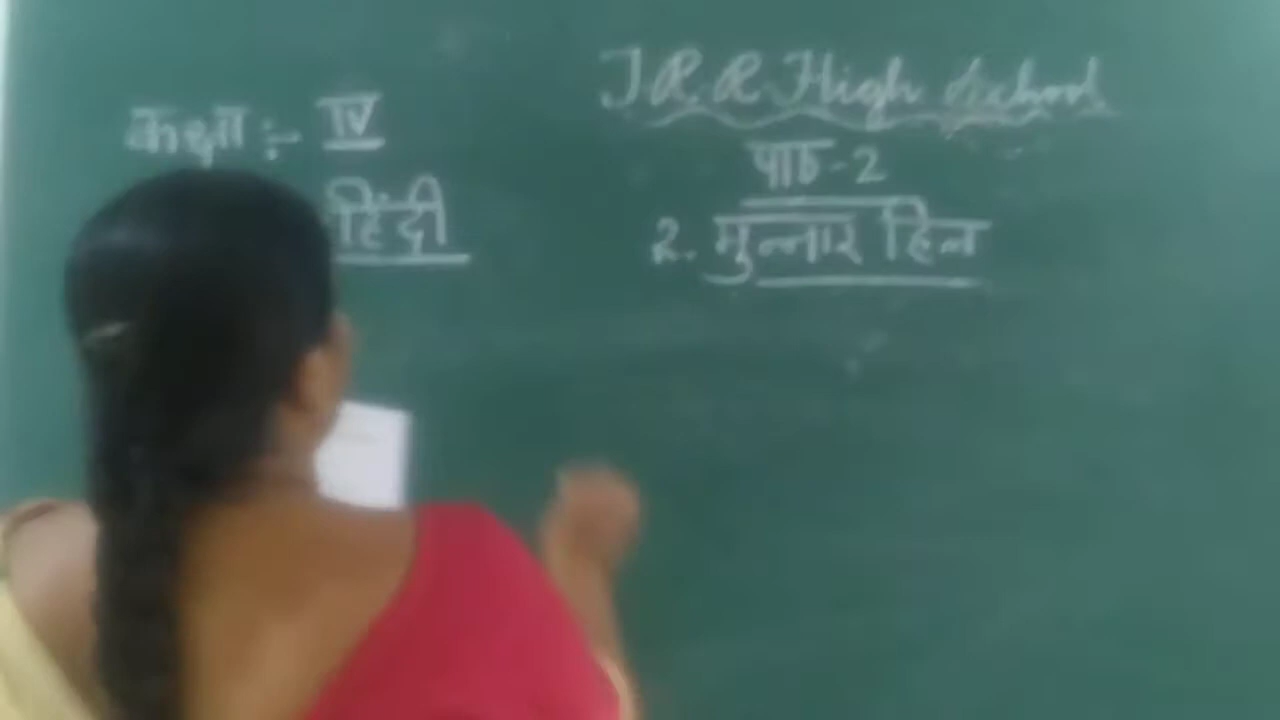 कक्षा :- IV
हिंदी
J R R High School
पाठ - 2
2. मुन्नार हिल